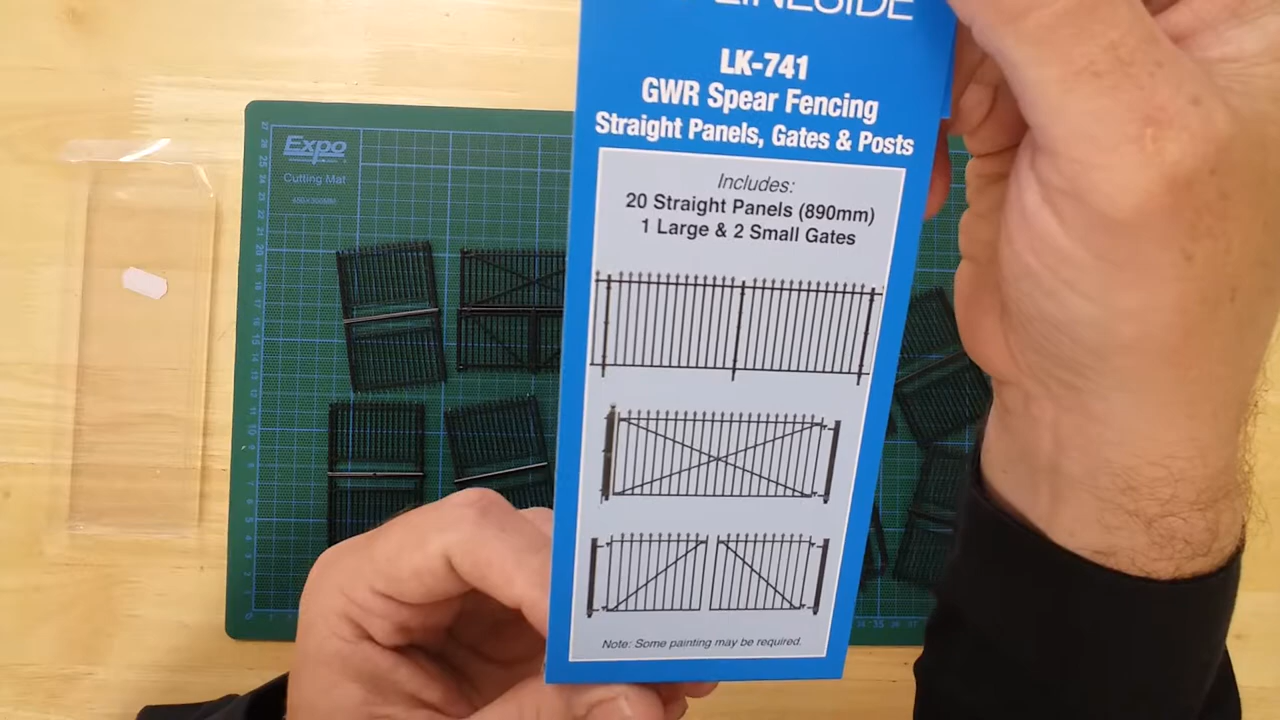 LINESIDE
LK-741
GWR Spear Fencing
Straight Panels, Gates & Posts
Includes:
20 Straight Panels (890mm)
1 Large & 2 Small Gates
Note: Some painting may be required.
Expo
Cutting Mat